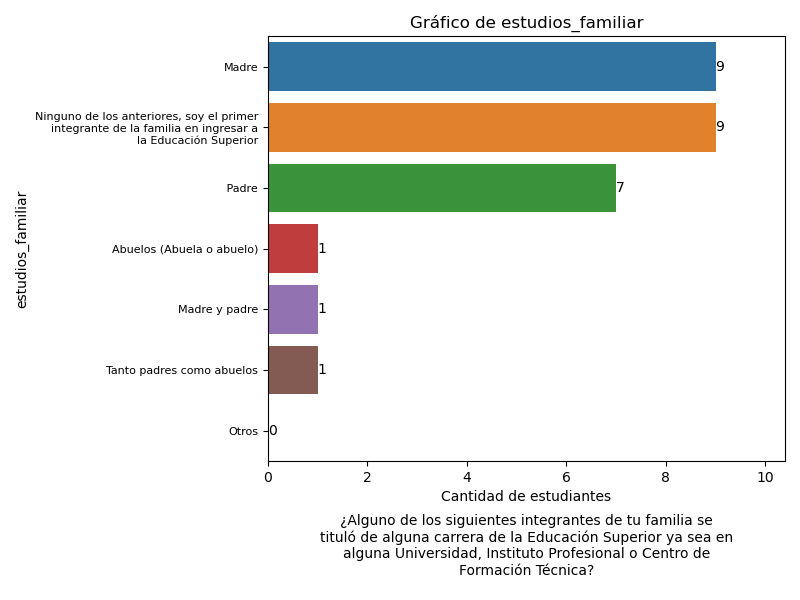 Gráfico de estudios_familiar
estudios_familiar
Madre
9
Ninguno de los anteriores, soy el primer
integrante de la familia en ingresar a
la Educación Superior
9
Padre
7
Abuelos (Abuela o abuelo)
1
Madre y padre
1
Tanto padres como abuelos
1
Otros
0
0 2 4 6 8 10
Cantidad de estudiantes
¿Alguno de los siguientes integrantes de tu familia se
tituló de alguna carrera de la Educación Superior ya sea en
alguna Universidad, Instituto Profesional o Centro de
Formación Técnica?